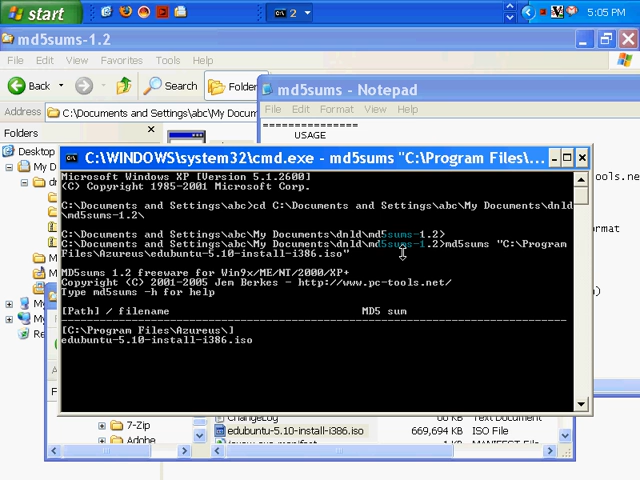 start
2
5:05 PM
md5sums-1.2
File Edit View Favorites Tools Help
Back Search Folder
Address C:\Documents and Settings\abc\My Docum
Folders
Desktop
My D
md5sums - Notepad
File Edit Format View Help
==============
USAGE
C:\WINDOWS\system32\cmd.exe - md5sums "C:\Program Files\...
Microsoft Windows XP [Version 5.1.2600]
(C) Copyright 1985-2001 Microsoft Corp.
C:\Documents and Settings\abc>cd C:\Documents and Settings\abc\My Documents\dnld
\md5sums-1.2\
C:\Documents and Settings\abc\My Documents\dnld\md5sums-1.2>
C:\Documents and Settings\abc\My Documents\dnld\md5sums-1.2>md5sums "C:\Program
Files\Azureus\edubuntu-5.10-install-i386.iso"
MD5sums 1.2 freeware for Win9x/ME/NT/2000/XP+
Copyright (C) 2001-2005 Jem Berkes - http://www.pc-tools.net/
Type md5sums -h for help
[Path] / filename MD5 sum
[C:\Program Files\Azureus\]
edubuntu-5.10-install-i386.iso
ools.ne
ormat
ChangeLog
7-Zip edubuntu-5.10-install-i386.iso 669,694 KB ISO File
Adobe